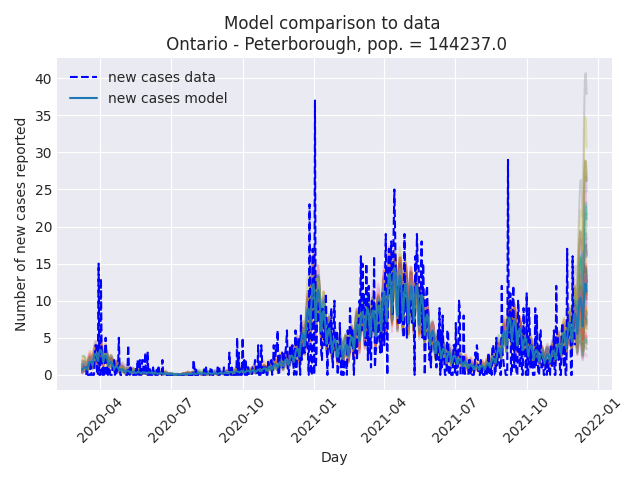 Model comparison to data
Ontario - Peterborough, pop. = 144237.0
new cases data
new cases model
Number of new cases reported
40
35
30
25
20
15
10
5
0
2020-04
2020-07
2020-10
2021-01
2021-04
2021-07
2021-10
2022-01
Day